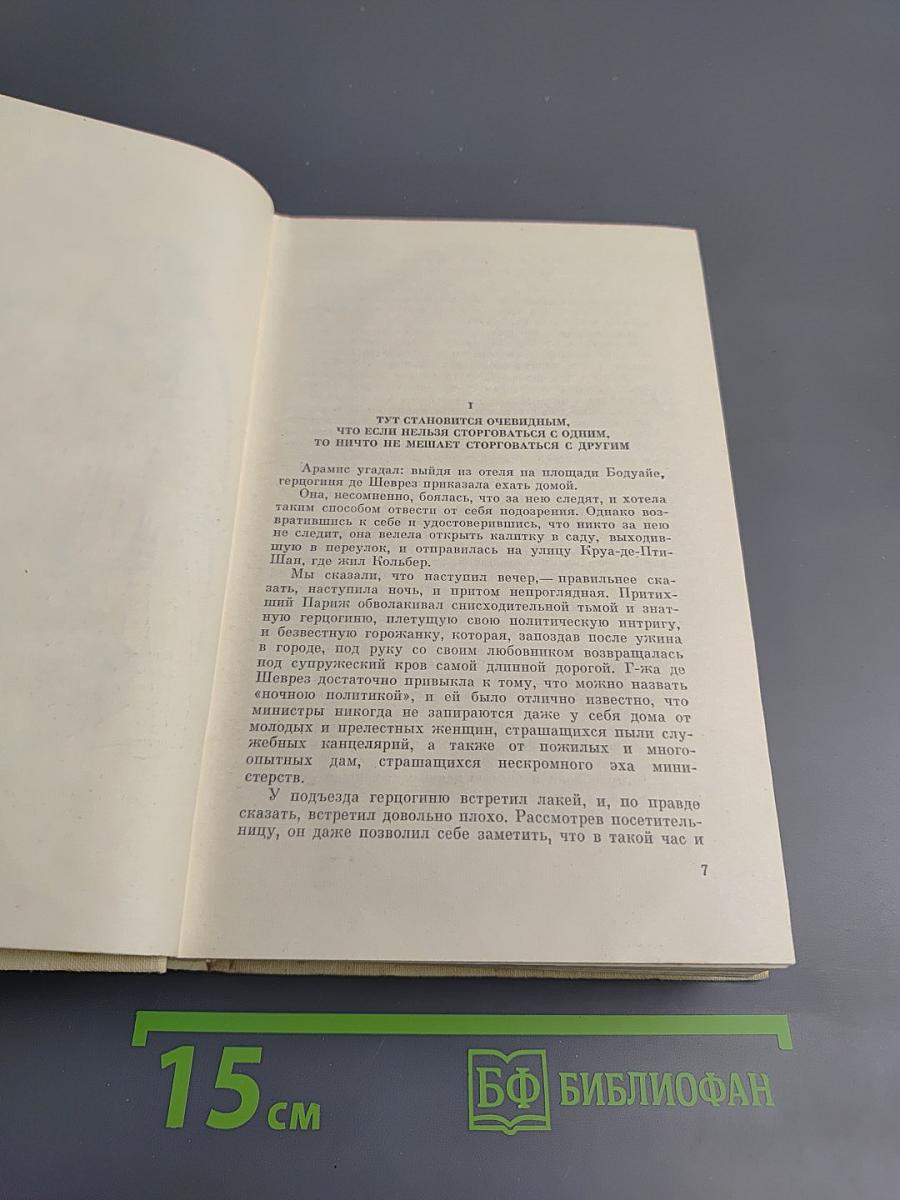 I
ТУТ СТАНОВИТСЯ ОЧЕВИДНЫМ,
ЧТО ЕСЛИ НЕЛЬЗЯ СТОРГОВАТЬСЯ С ОДНИМ,
ТО НИЧТО НЕ МЕШАЕТ СТОРГОВАТЬСЯ С ДРУГИМ
Арамис угадал: выйдя из отеля на площади Бодуайе,
герцогиня де Шеврез приказала ехать домой.
Она, несомненно, боялась, что за нею следят, и хотела
таким способом отвести от себя подозрения. Однако воз-
вратившись к себе и удостоверившись, что никто за нею
не следит, она велела открыть калитку в саду, выходив-
шую в переулок, и отправилась на улицу Круа-де-Пти-
Шан, где жил Кольбер.
Мы сказали, что наступил вечер,— правильнее ска-
зать, наступила ночь, и притом непроглядная. Притих-
ший Париж обволакивал снисходительной тьмой и знат-
ную герцогиню, плетущую свою политическую интригу,
и безвестную горожанку, которая, запоздав после ужина
в городе, под руку со своим любовником возвращалась
под супружеский кров самой длинной дорогой. Г-жа де
Шеврез достаточно привыкла к тому, что можно назвать
«ночною политикой», и ей было отлично известно, что
министры никогда не запираются даже у себя дома от
молодых и прелестных женщин, страшащихся пыли слу-
жебных канцелярий, а также от пожилых и много-
опытных дам, страшащихся нескромного эха мини-
стерств.
У подъезда герцогиню встретил лакей, и, по правде
сказать, встретил довольно плохо. Рассмотрев посетитель-
ницу, он даже позволил себе заметить, что в такой час и
7
15 см
БФ БИБЛИОФАН